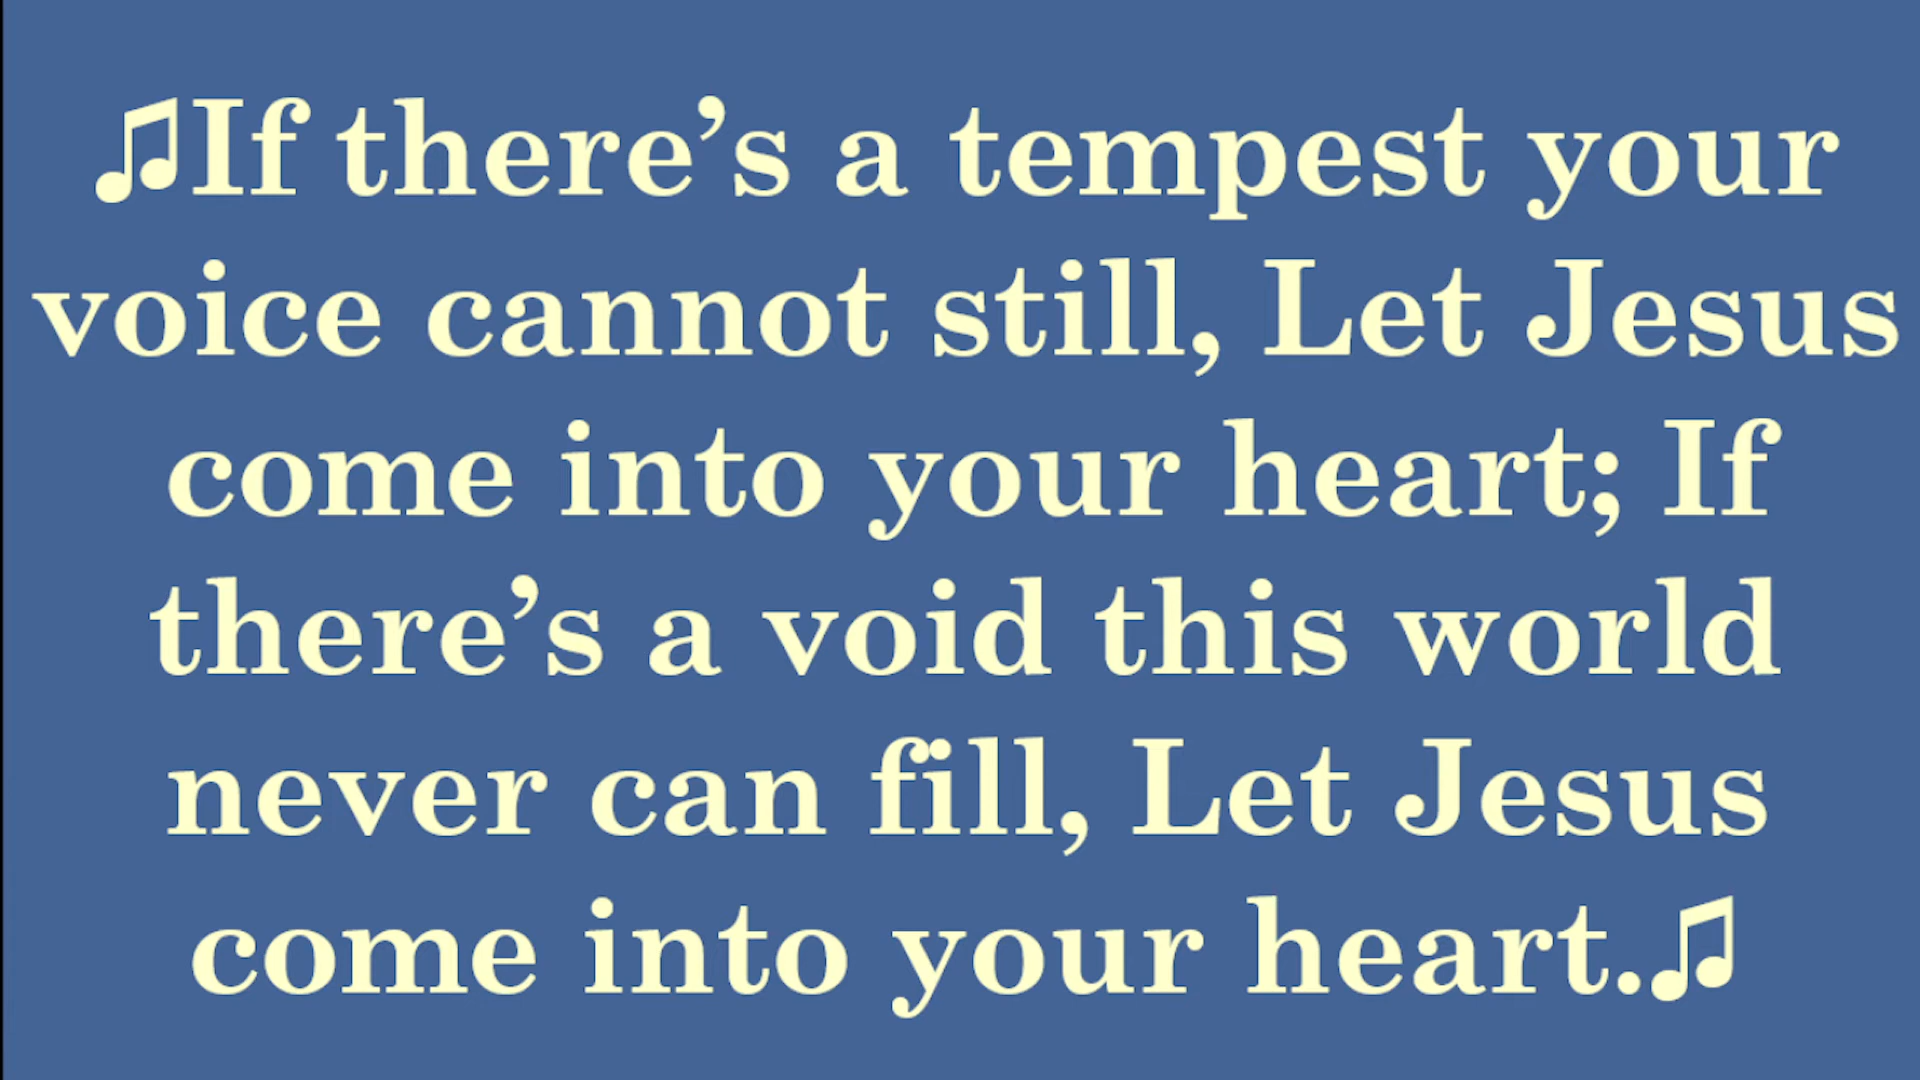 ♫If there’s a tempest your
voice cannot still, Let Jesus
come into your heart; If
there’s a void this world
never can fill, Let Jesus
come into your heart.♫